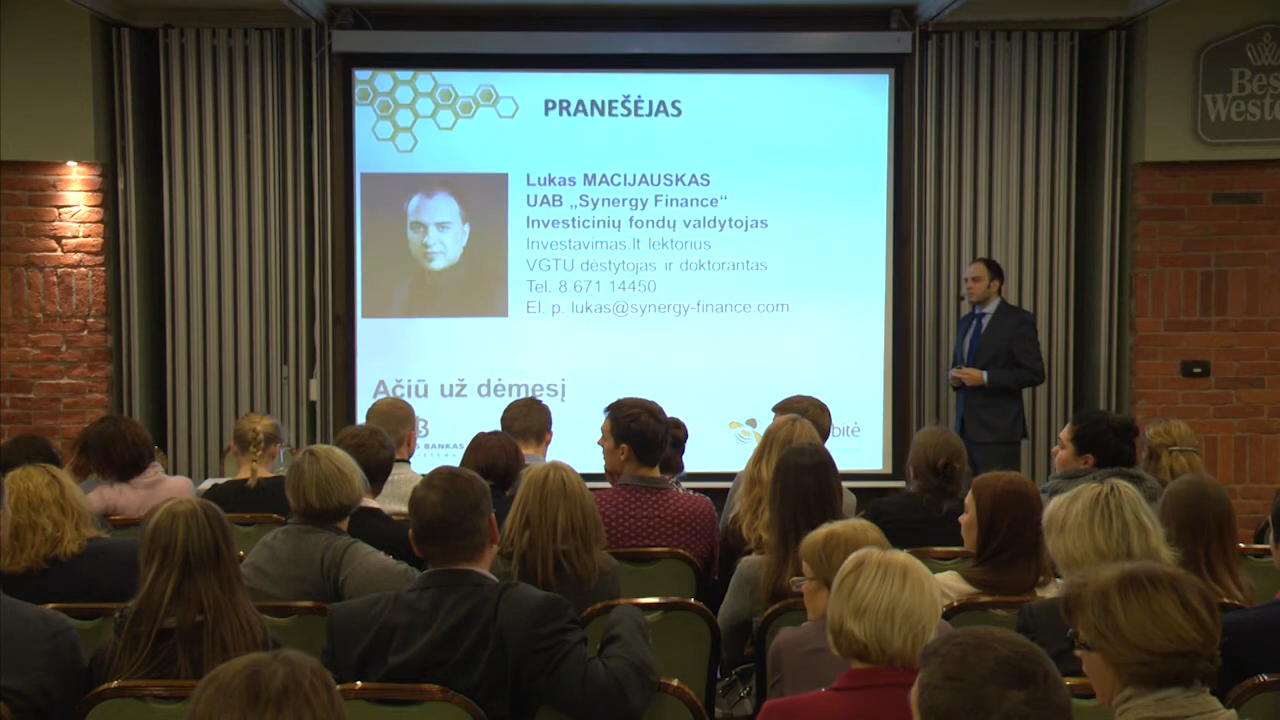 PRANEŠĖJAS
Lukas MACIJAUSKAS
UAB „Synergy Finance“
Investicinių fondų valdytojas
Investavimas.lt lektorius
VGTU dėstytojas ir doktorantas
Tel. 8 671 14450
El. p. lukas@synergy-finance.com
Ačiū už dėmesį
BANKAS
bitė
Best